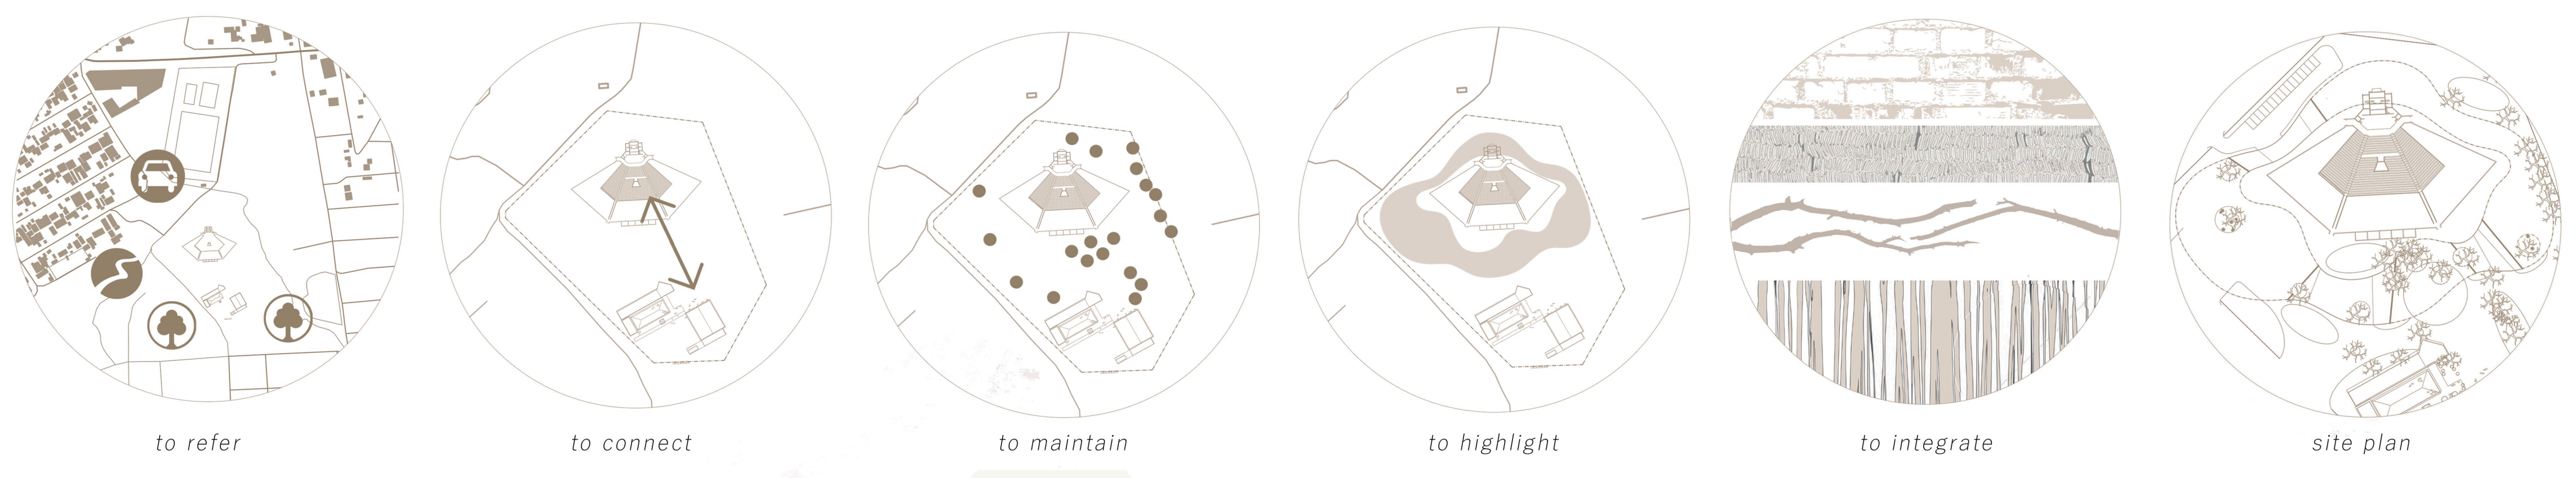 to refer
to connect
to maintain
to highlight
to integrate
site plan